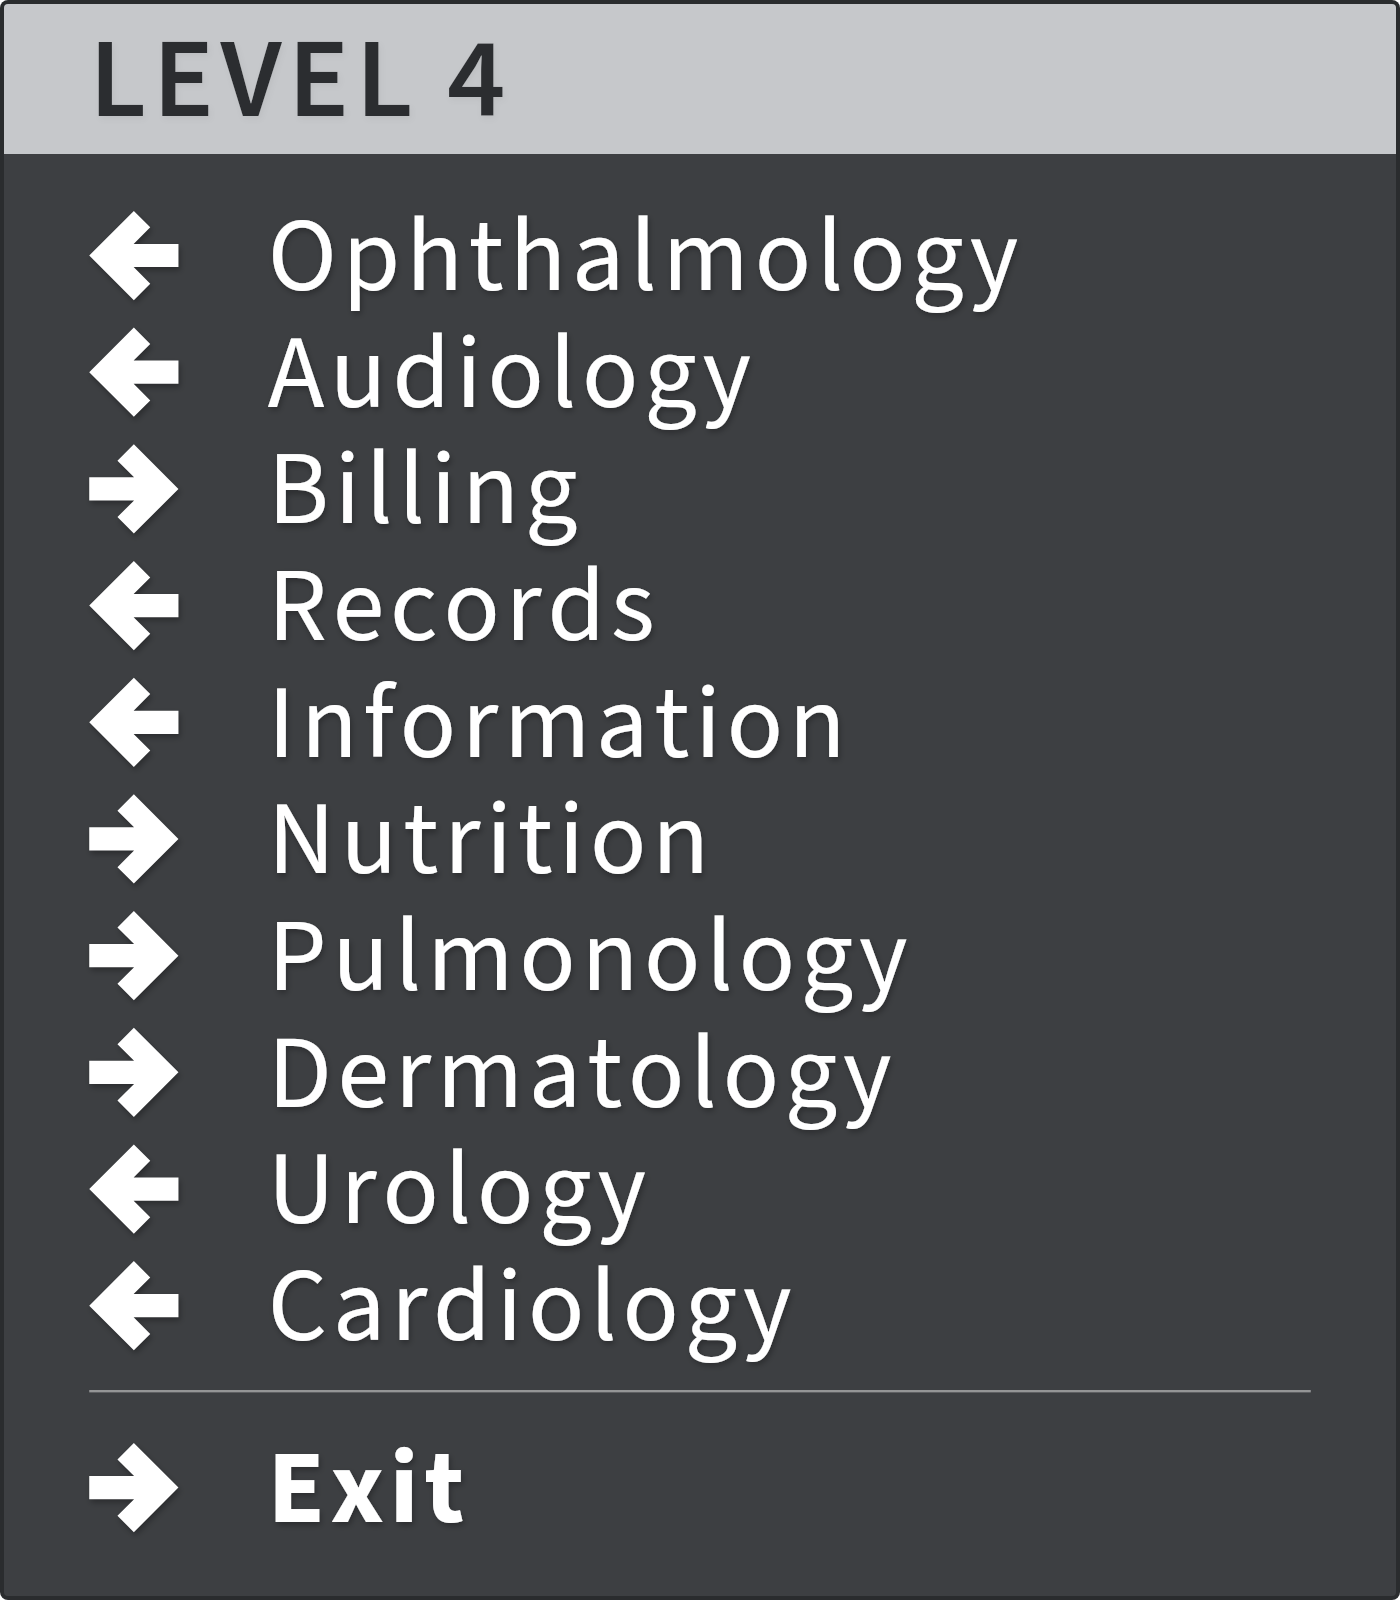 LEVEL 4
← Ophthalmology
← Audiology
→ Billing
← Records
← Information
→ Nutrition
→ Pulmonology
→ Dermatology
← Urology
← Cardiology
→ Exit